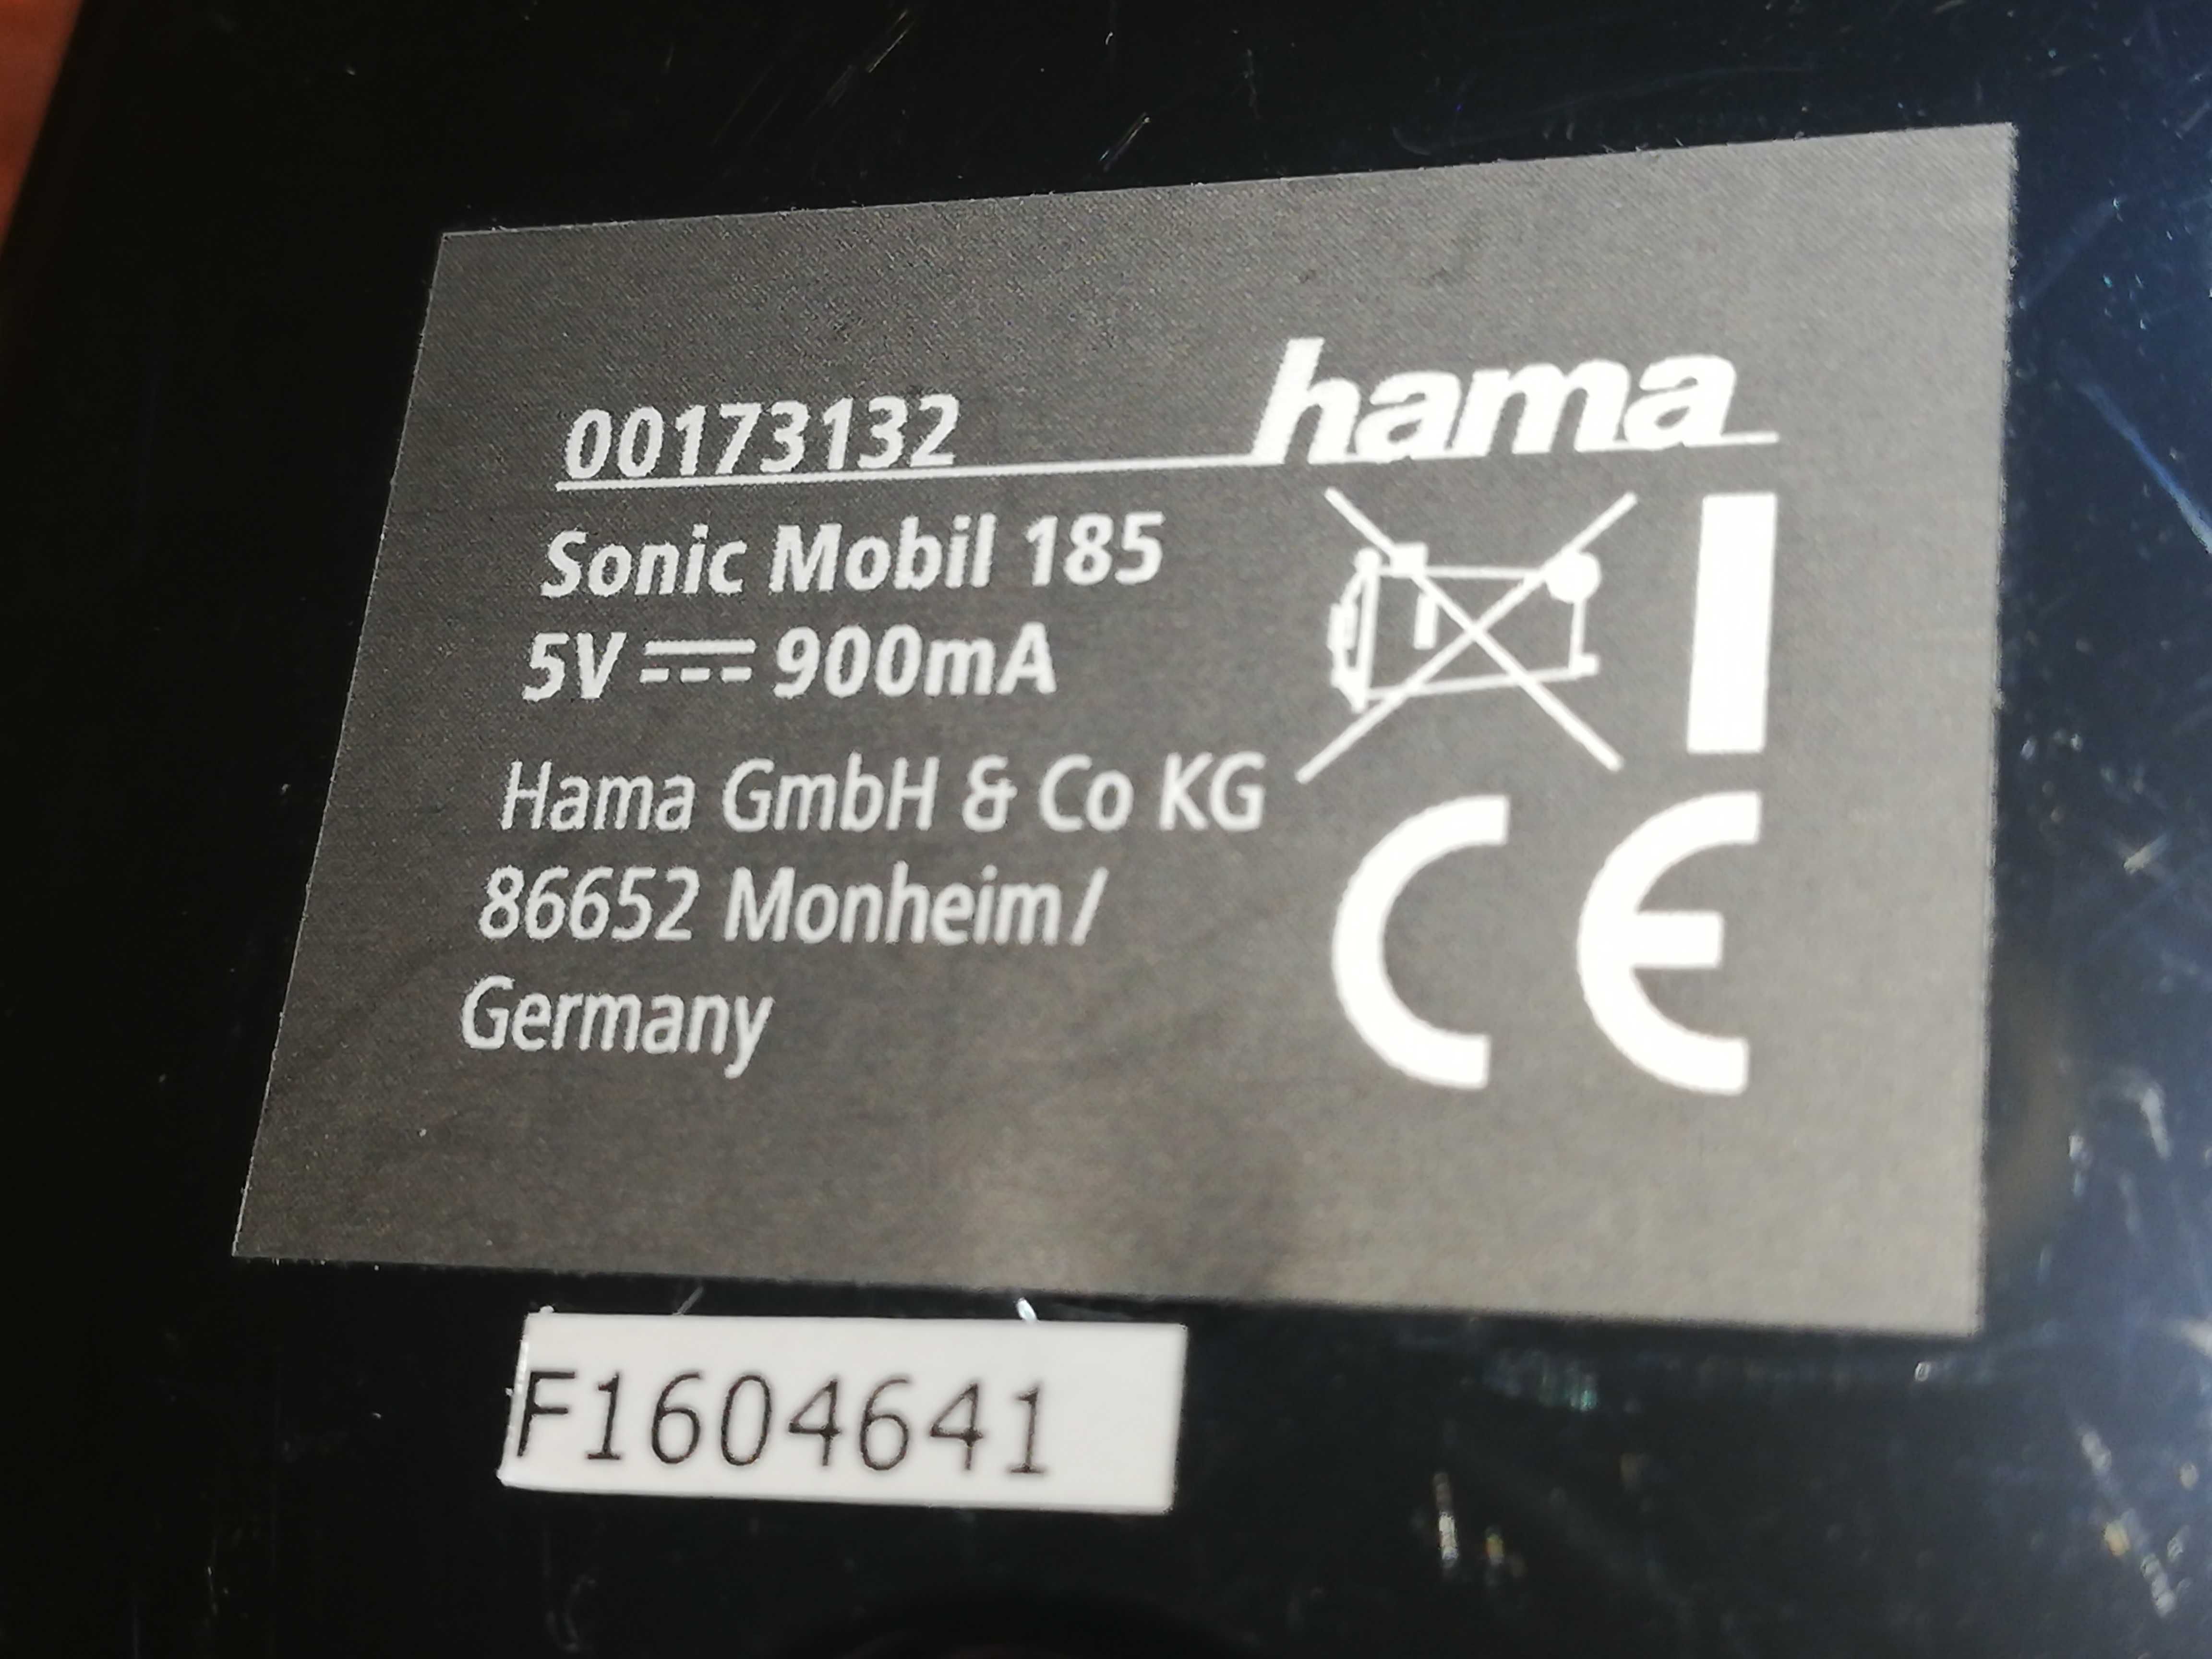 00173132 hama
Sonic Mobil 185
5V ⎓ 900mA
Hama GmbH & Co KG
86652 Monheim/
Germany
CE
F1604641